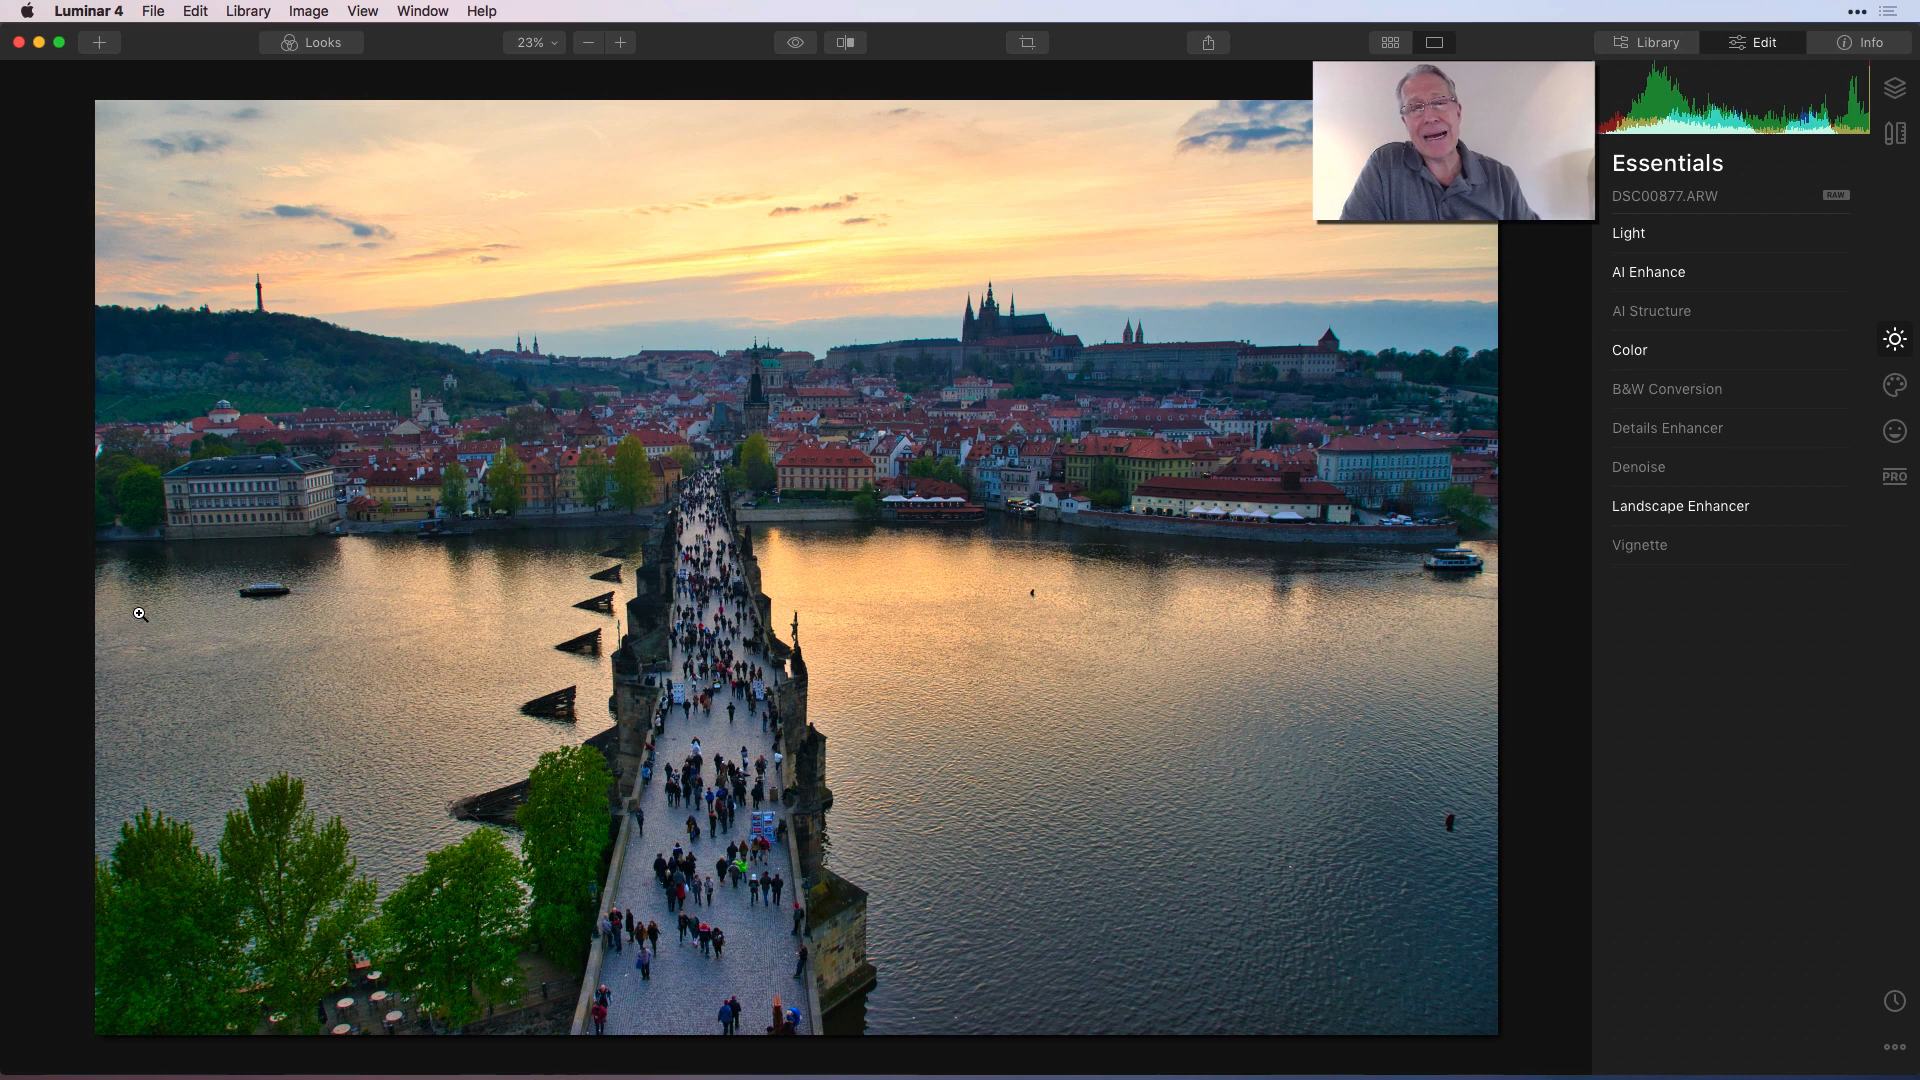 Luminar 4 File Edit Library Image View Window Help
Looks 23% Library Edit Info
Essentials
DSC00877.ARW RAW
Light
AI Enhance
AI Structure
Color
B&W Conversion
Details Enhancer
Denoise
PRO
Landscape Enhancer
Vignette